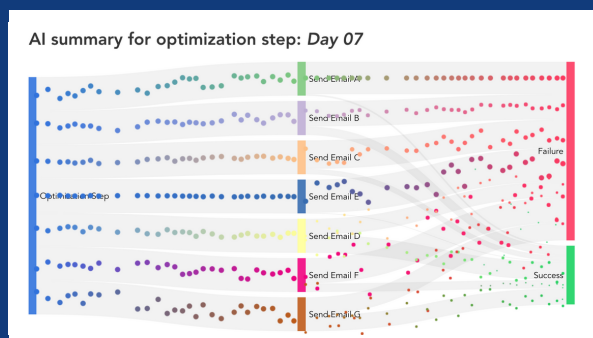 AI summary for optimization step: Day 07
Send Email A
Send Email B
Send Email C
Failure
Optimization Step
Send Email E
Send Email D
Send Email F
Success
Send Email G